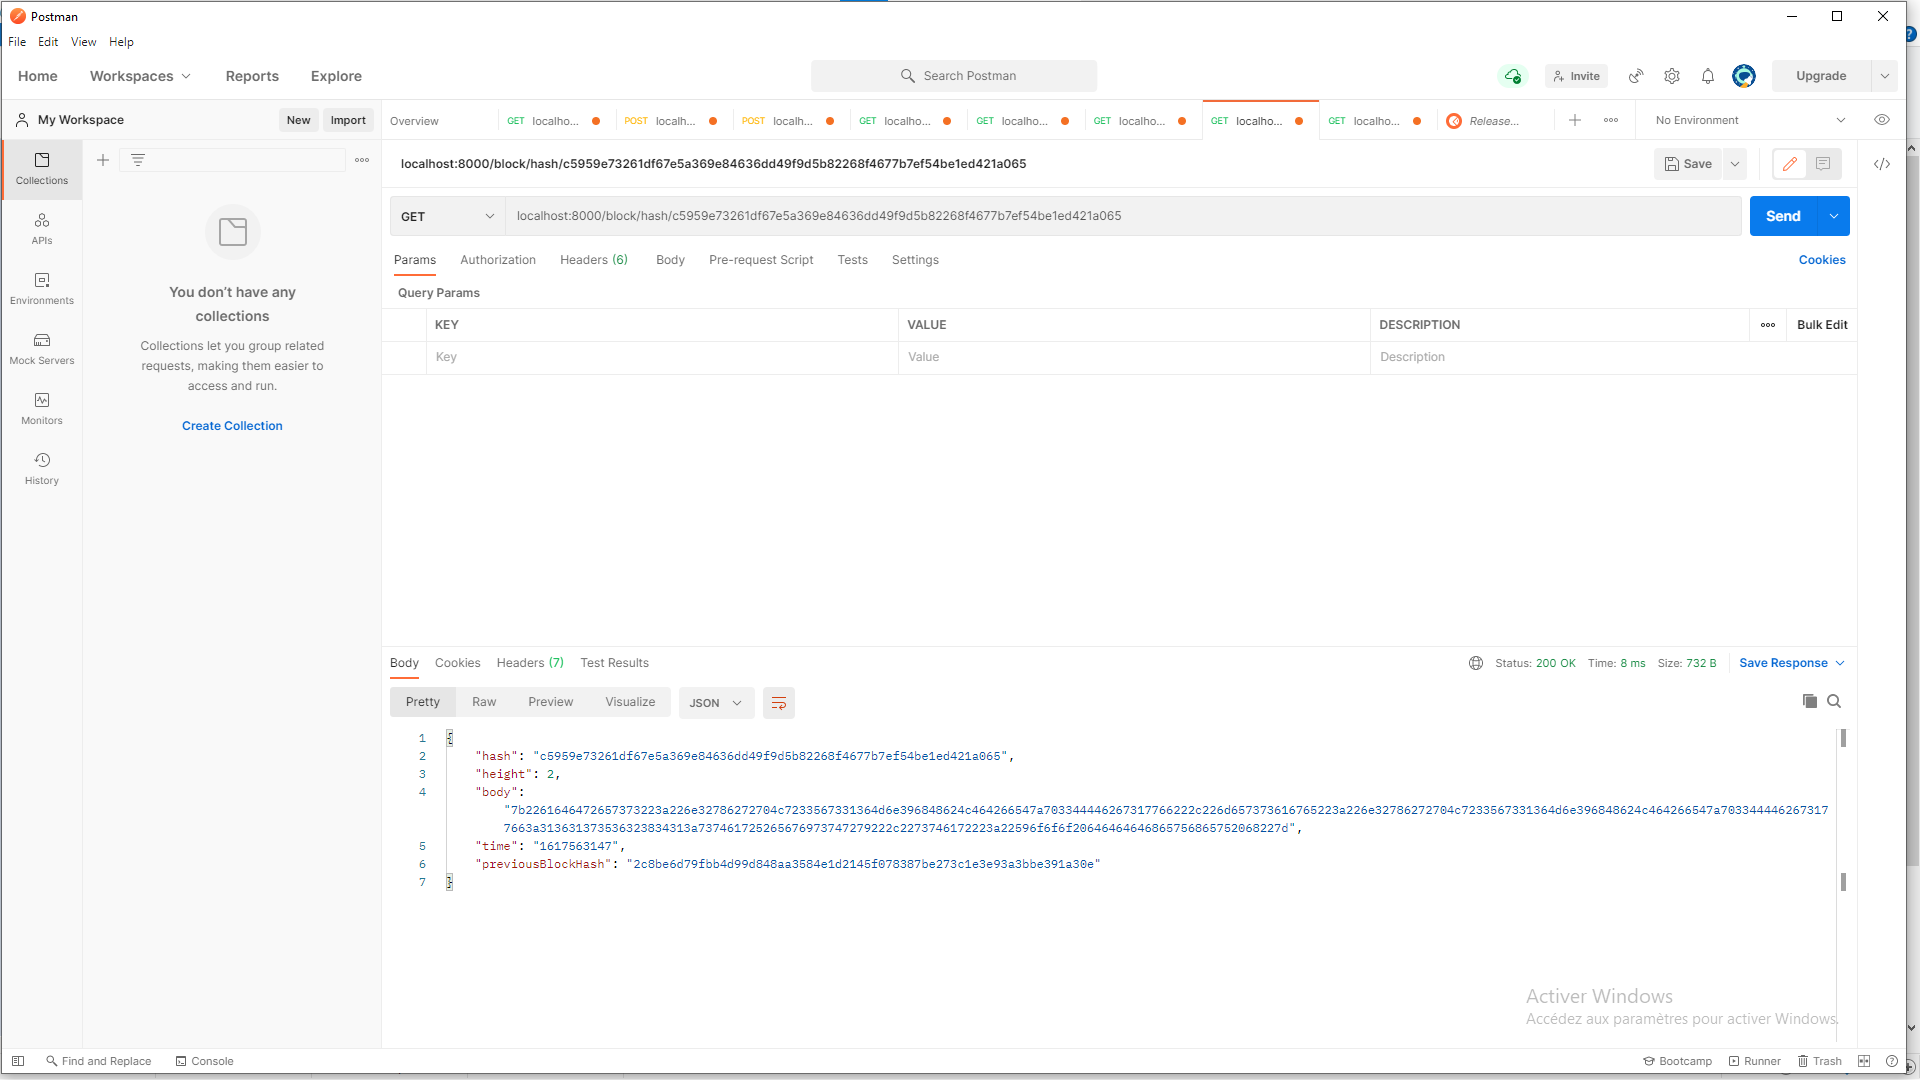 Postman
File Edit View Help
Home Workspaces Reports Explore
Search Postman
Invite
Upgrade
My Workspace New Import
Overview GET localho... POST localh... POST localh... GET localho... GET localho... GET localho... GET localho... GET localho... Release... No Environment
Collections
APIs
Environments
Mock Servers
Monitors
History
You don't have any
collections
Collections let you group related
requests, making them easier to
access and run.
Create Collection
localhost:8000/block/hash/c5959e73261df67e5a369e84636dd49f9d5b82268f4677b7ef54be1ed421a065
Save
GET localhost:8000/block/hash/c5959e73261df67e5a369e84636dd49f9d5b82268f4677b7ef54be1ed421a065
Send
Params Authorization Headers (6) Body Pre-request Script Tests Settings Cookies
Query Params
KEY VALUE DESCRIPTION Bulk Edit
Key Value Description
Body Cookies Headers (7) Test Results Status: 200 OK Time: 8 ms Size: 732 B Save Response
Pretty Raw Preview Visualize JSON
1 {
2 "hash": "c5959e73261df67e5a369e84636dd49f9d5b82268f4677b7ef54be1ed421a065",
3 "height": 2,
4 "body":
"7b2261646472657373223a226e32786272704c7233567331364d6e396848624c464266547a703344446267317766222c226d657373616765223a226e32786272704c7233567331364d6e396848624c464266547a70334444626731 7
7663a313631373536323834313a737461725265676973747279222c2273746172223a22596f6f6f20646464646865756865752068227d",
5 "time": "1617563147",
6 "previousBlockHash": "2c8be6d79fbb4d99d848aa3584e1d2145f078387be273c1e3e93a3bbe391a30e"
7 }
Activer Windows
Accédez aux paramètres pour activer Windows.
Find and Replace Console
Bootcamp Runner Trash